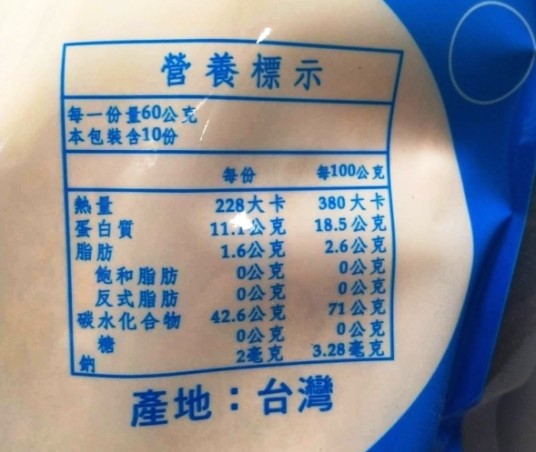 營養標示
每一份量60公克
本包裝含10份
每份 每100公克
熱量 228大卡 380大卡
蛋白質 11.1公克 18.5公克
脂肪 1.6公克 2.6公克
飽和脂肪 0公克 0公克
反式脂肪 0公克 0公克
碳水化合物 42.6公克 71公克
糖 0公克 0公克
鈉 2毫克 3.28毫克
產地：台灣